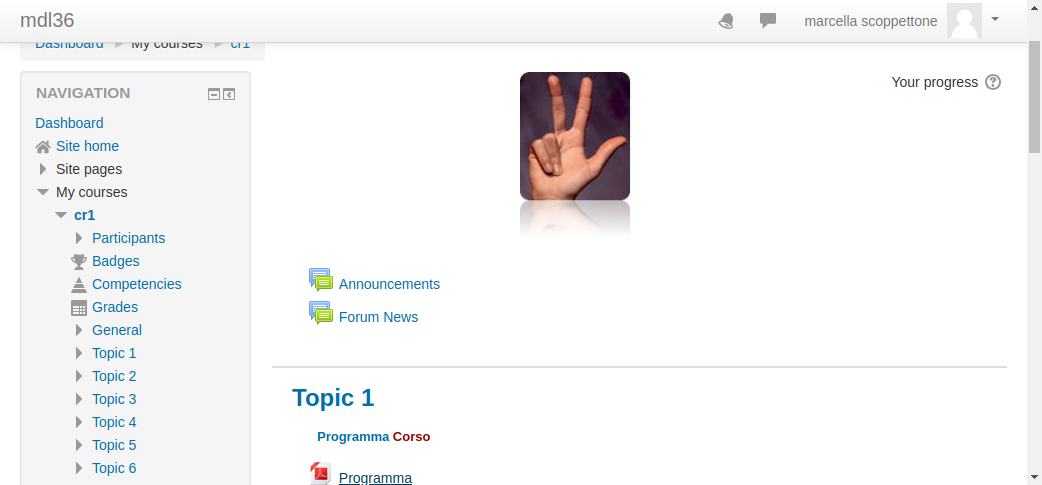 mdl36
marcella scoppettone
Dashboard My courses cr1
NAVIGATION
Dashboard
Site home
Site pages
My courses
cr1
Participants
Badges
Competencies
Grades
General
Topic 1
Topic 2
Topic 3
Topic 4
Topic 5
Topic 6
Your progress
Announcements
Forum News
Topic 1
Programma Corso
Programma